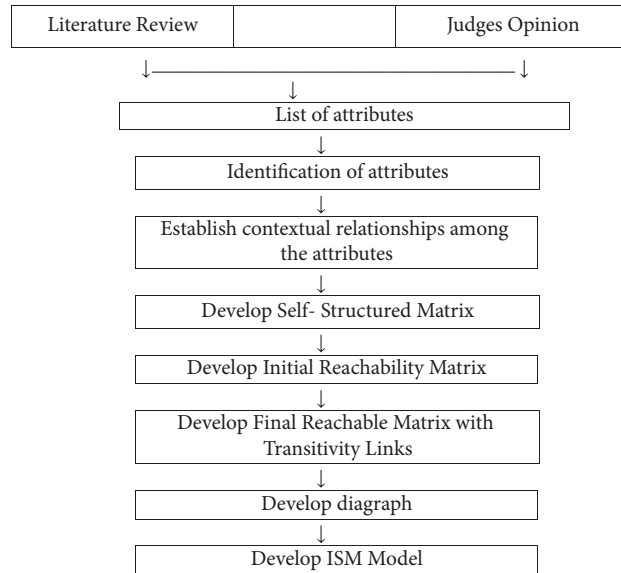 Literature Review
Judges Opinion
List of attributes
Identification of attributes
Establish contextual relationships among
the attributes
Develop Self- Structured Matrix
Develop Initial Reachability Matrix
Develop Final Reachable Matrix with
Transitivity Links
Develop diagraph
Develop ISM Model